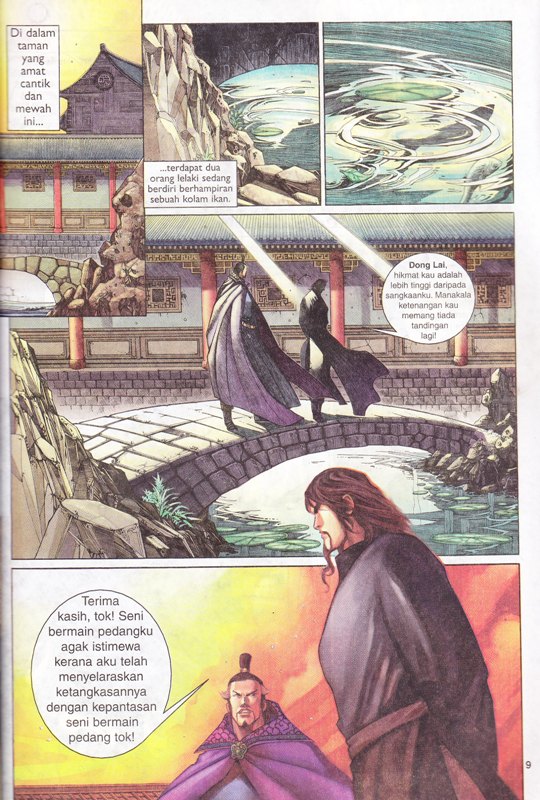 Di dalam
taman
yang
amat
cantik
dan
mewah
ini...
...terdapat dua
orang lelaki sedang
berdiri berhampiran
sebuah kolam ikan.
Dong Lai,
hikmat kau adalah
lebih tinggi daripada
sangkaanku. Manakala
ketenangan kau
memang tiada
tandingan
lagi!
Terima
kasih, tok! Seni
bermain pedangku
agak istimewa
kerana aku telah
menyelaraskan
ketangkasannya
dengan kepantasan
seni bermain
pedang tok!
9